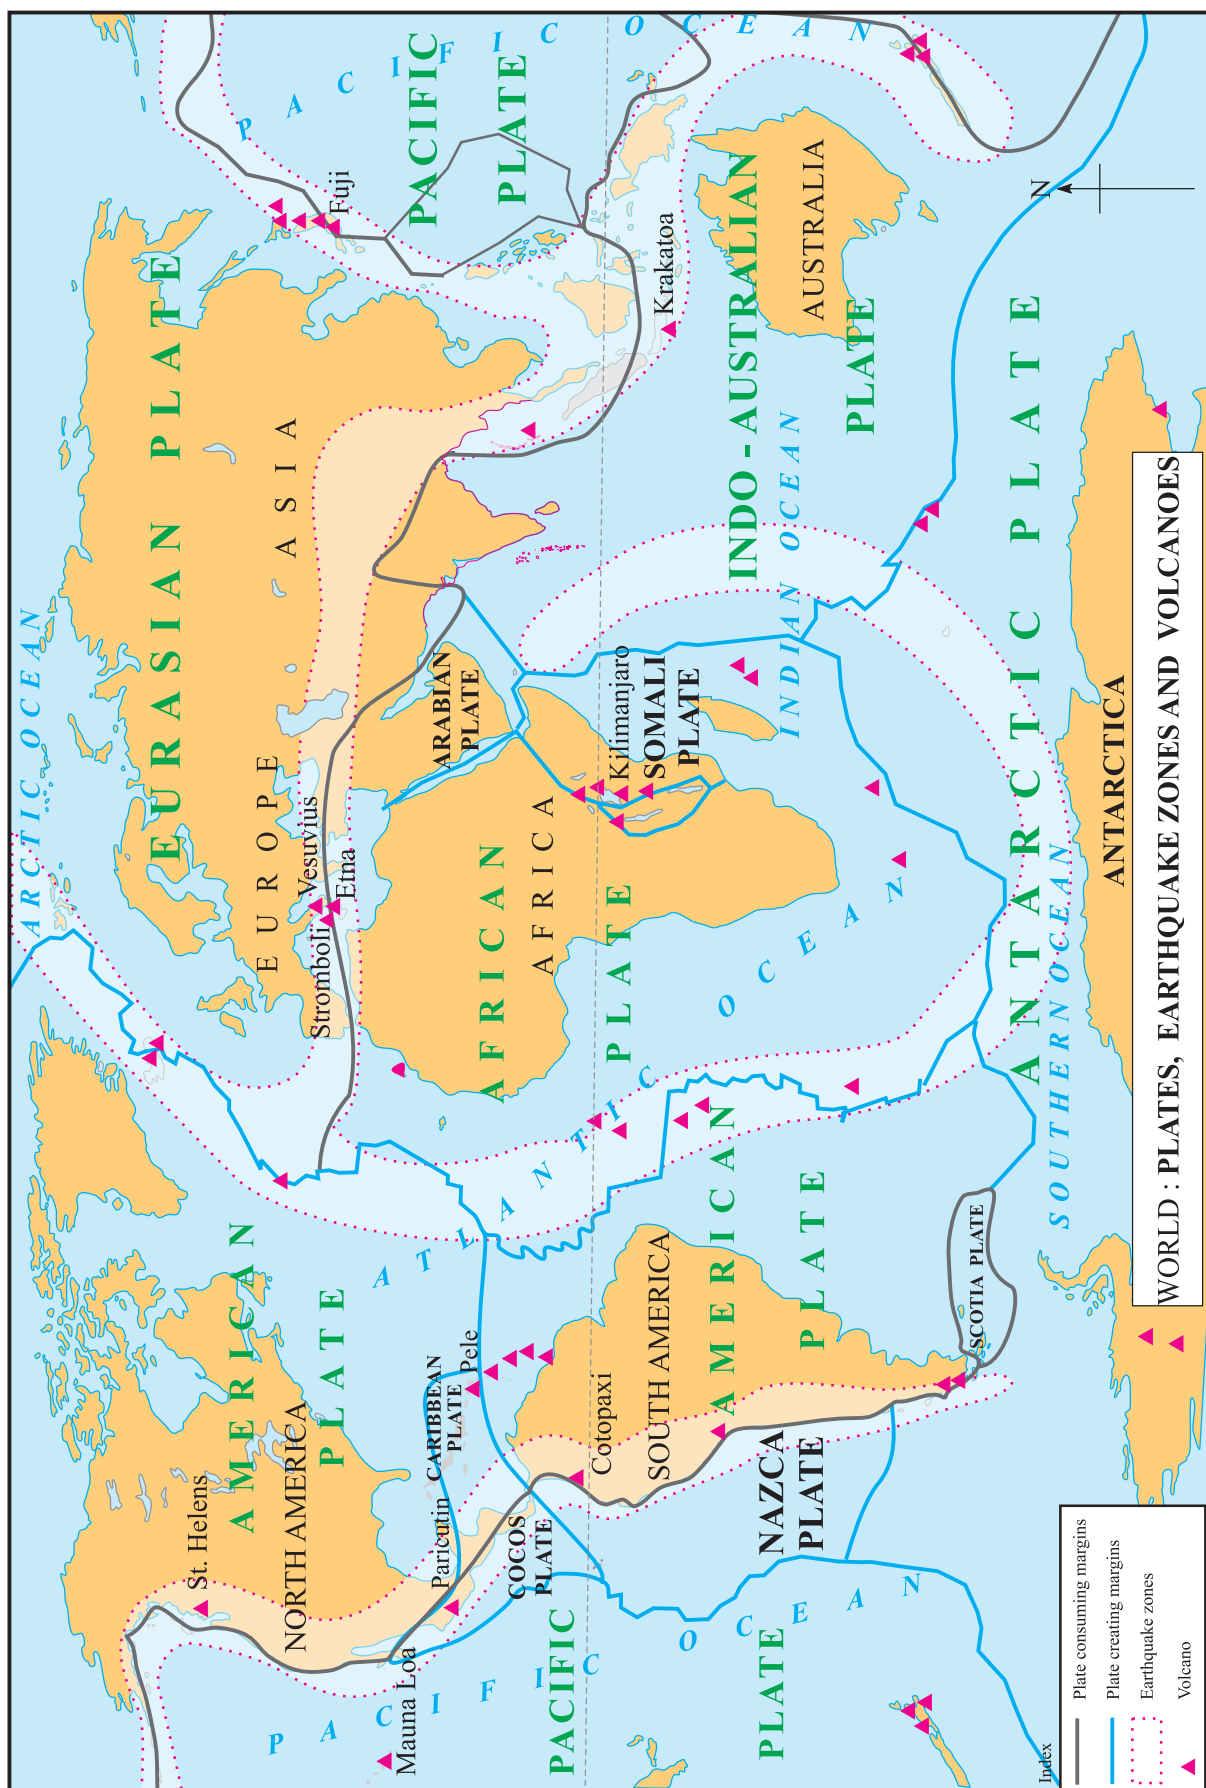 WORLD : PLATES, EARTHQUAKE ZONES AND VOLCANOES
ARCTIC OCEAN
EURASIAN PLATE
EUROPE
ASIA
AMERICAN
PLATE
NORTH AMERICA
St. Helens
Vesuvius
Stromboli
Etna
Fuji
PACIFIC OCEAN
PACIFIC
PLATE
ATLANTIC OCEAN
ARABIAN
PLATE
AFRICAN
PLATE
AFRICA
Kilimanjaro
SOMALI
PLATE
Mauna Loa
Paricutin
CARIBBEAN
PLATE
Pele
COCOS
PLATE
Cotopaxi
SOUTH AMERICA
AMERICAN
PLATE
NAZCA
PLATE
PACIFIC
PLATE
PACIFIC OCEAN
Krakatoa
INDO - AUSTRALIAN
PLATE
INDIAN OCEAN
AUSTRALIA
SCOTIA PLATE
ANTARCTIC PLATE
SOUTHERN OCEAN
ANTARCTICA
N
Index
Plate consuming margins
Plate creating margins
Earthquake zones
Volcano